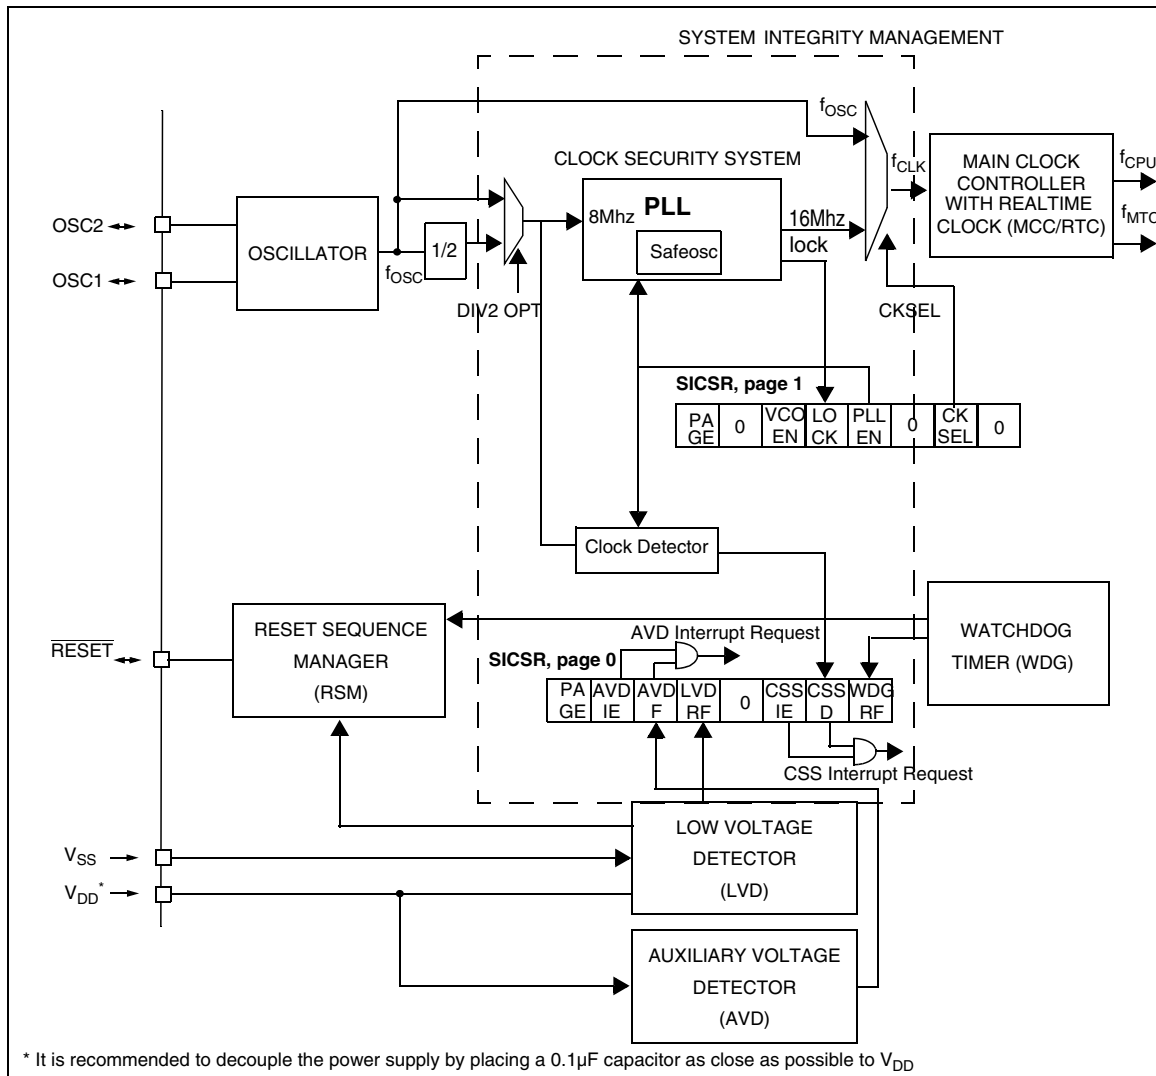 SYSTEM INTEGRITY MANAGEMENT
fOSC
CLOCK SECURITY SYSTEM
fCLK
MAIN CLOCK
CONTROLLER
WITH REALTIME
CLOCK (MCC/RTC)
fCPU
fMTC
OSC2
OSC1
OSCILLATOR
fOSC
1/2
DIV2 OPT
8Mhz
PLL
Safeosc
16Mhz
lock
CKSEL
SICSR, page 1
PA
GE
0
VCO
EN
LO
CK
PLL
EN
0
CK
SEL
0
Clock Detector
RESET
RESET SEQUENCE
MANAGER
(RSM)
AVD Interrupt Request
SICSR, page 0
PA
GE
AVD
IE
AVD
F
LVD
RF
0
CSS
IE
CSS
D
WDG
RF
CSS Interrupt Request
WATCHDOG
TIMER (WDG)
VSS
VDD*
LOW VOLTAGE
DETECTOR
(LVD)
AUXILIARY VOLTAGE
DETECTOR
(AVD)
* It is recommended to decouple the power supply by placing a 0.1µF capacitor as close as possible to VDD